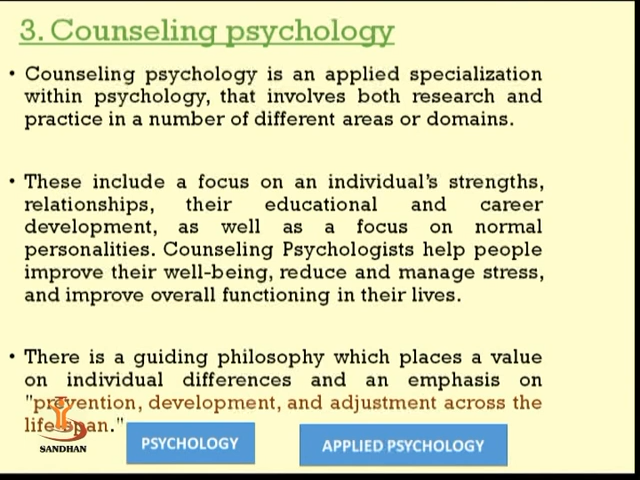 3. Counseling psychology
• Counseling psychology is an applied specialization
within psychology, that involves both research and
practice in a number of different areas or domains.
• These include a focus on an individual's strengths,
relationships, their educational and career
development, as well as a focus on normal
personalities. Counseling Psychologists help people
improve their well-being, reduce and manage stress,
and improve overall functioning in their lives.
• There is a guiding philosophy which places a value
on individual differences and an emphasis on
"prevention, development, and adjustment across the
life-span."
SANDHAN
PSYCHOLOGY
APPLIED PSYCHOLOGY